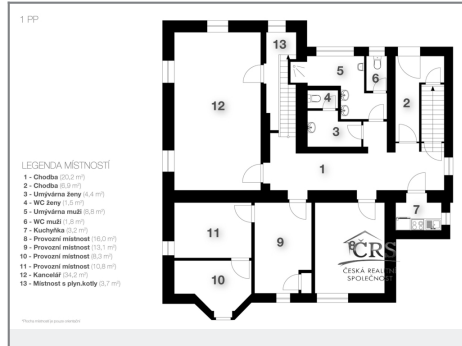 1 PP
13
5
6
12
4
2
3
1
7
11
9
8
10
ČRS
ČESKÁ REALITNÍ
SPOLEČNOST
LEGENDA MÍSTNOSTÍ
1 - Chodba (20,2 m²)
2 - Chodba (6,9 m²)
3 - Umývárna ženy (4,4 m²)
4 - WC ženy (1,5 m²)
5 - Umývárna muži (8,8 m²)
6 - WC muži (1,8 m²)
7 - Kuchyňka (3,2 m²)
8 - Provozní místnost (16,0 m²)
9 - Provozní místnost (13,1 m²)
10 - Provozní místnost (8,3 m²)
11 - Provozní místnost (10,8 m²)
12 - Kancelář (34,2 m²)
13 - Místnost s plyn.kotly (3,7 m²)